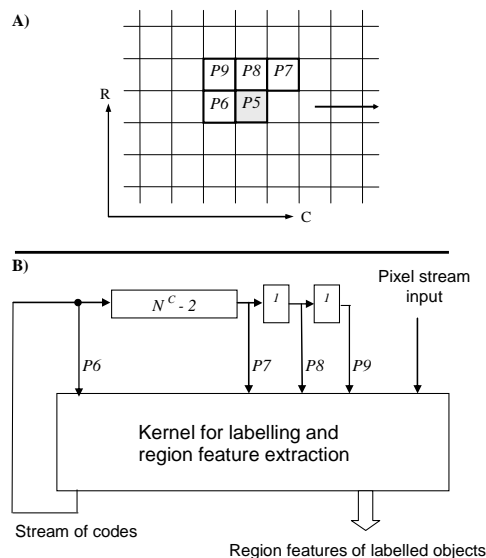 A)
P9 P8 P7
R
P6 P5
C
B)
Pixel stream
input
N^C - 2
1
1
P6
P7
P8
P9
Kernel for labelling and
region feature extraction
Stream of codes
Region features of labelled objects